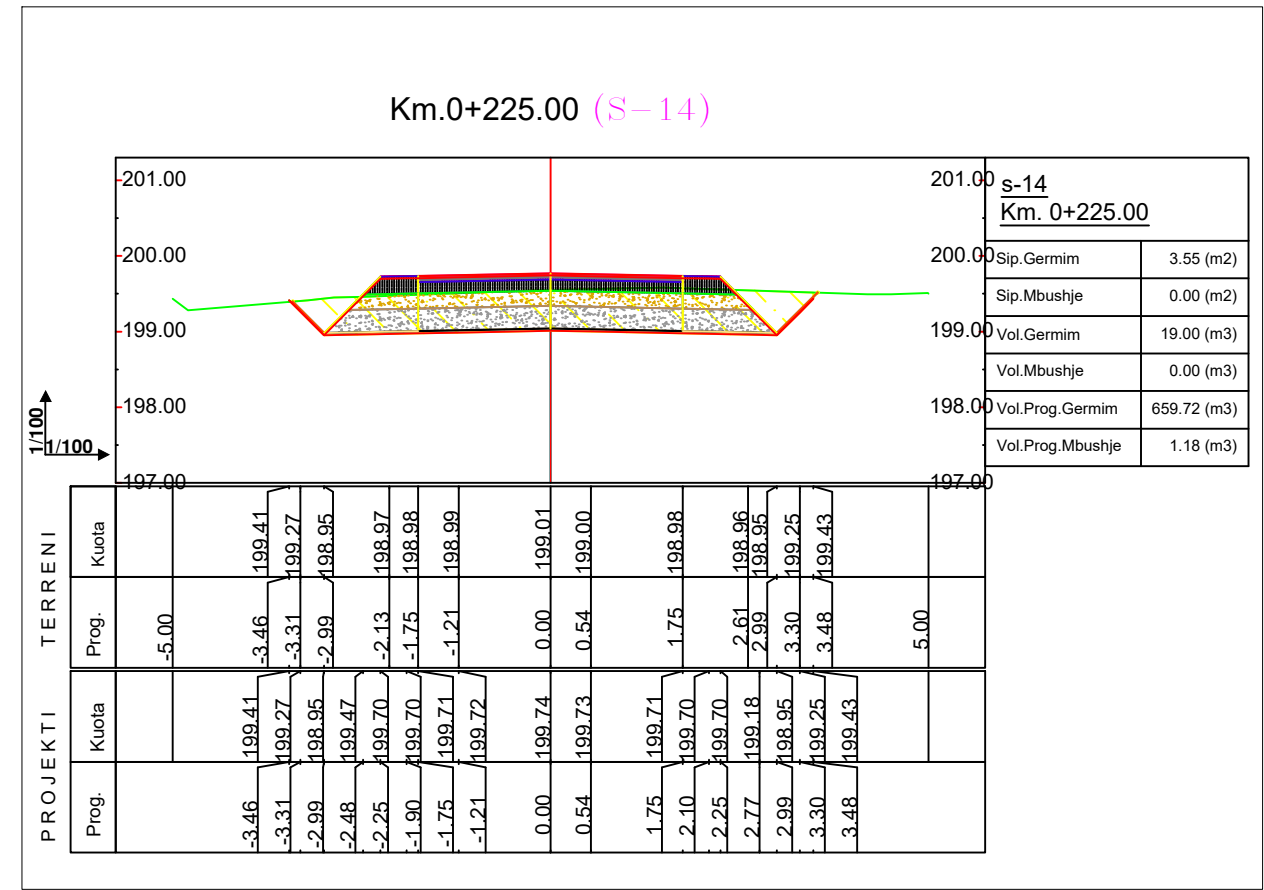 Km.0+225.00 (S-14)
201.00
200.00
199.00
198.00
197.00
201.00
200.00
199.00
198.00
197.00
1/100
1/100
s-14
Km. 0+225.00
Sip.Germim 3.55 (m2)
Sip.Mbushje 0.00 (m2)
Vol.Germim 19.00 (m3)
Vol.Mbushje 0.00 (m3)
Vol.Prog.Germim 659.72 (m3)
Vol.Prog.Mbushje 1.18 (m3)
TERRENI
Kuota 199.41 199.27 198.95 198.97 198.98 198.99 199.01 199.00 198.98 198.96 198.95 199.25 199.43
Prog. -5.00 -3.46 -3.31 -2.99 -2.13 -1.75 -1.21 0.00 0.54 1.75 2.61 2.99 3.30 3.48 5.00
PROJEKTI
Kuota 199.41 199.27 198.95 199.47 199.70 199.70 199.71 199.72 199.74 199.73 199.71 199.70 199.70 199.18 198.95 199.25 199.43
Prog. -3.46 -3.31 -2.99 -2.48 -2.25 -1.90 -1.75 -1.21 0.00 0.54 1.75 2.10 2.25 2.77 2.99 3.30 3.48